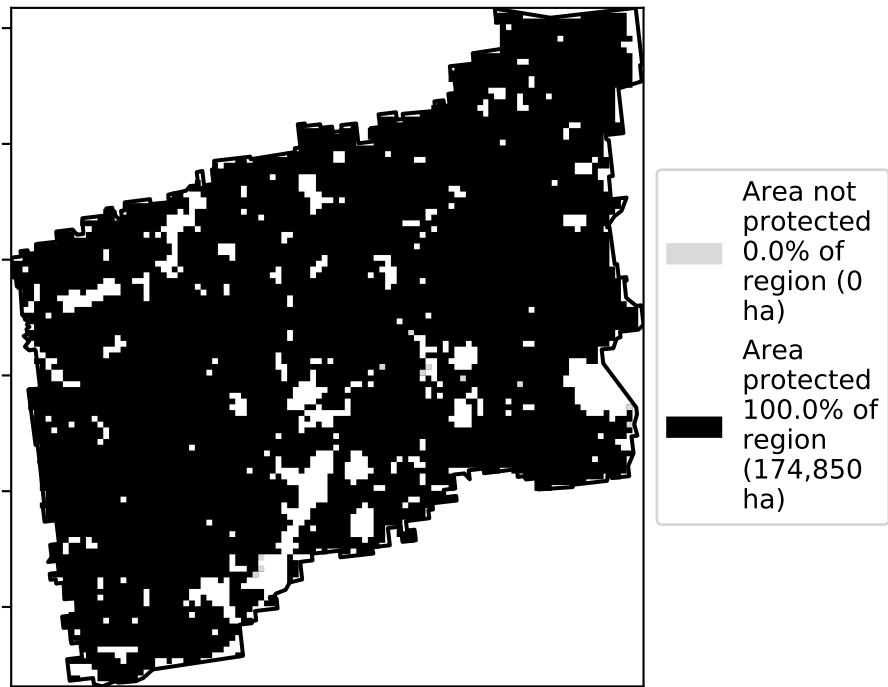 Area not
protected
0.0% of
region (0
ha)
Area
protected
100.0% of
region
(174,850
ha)